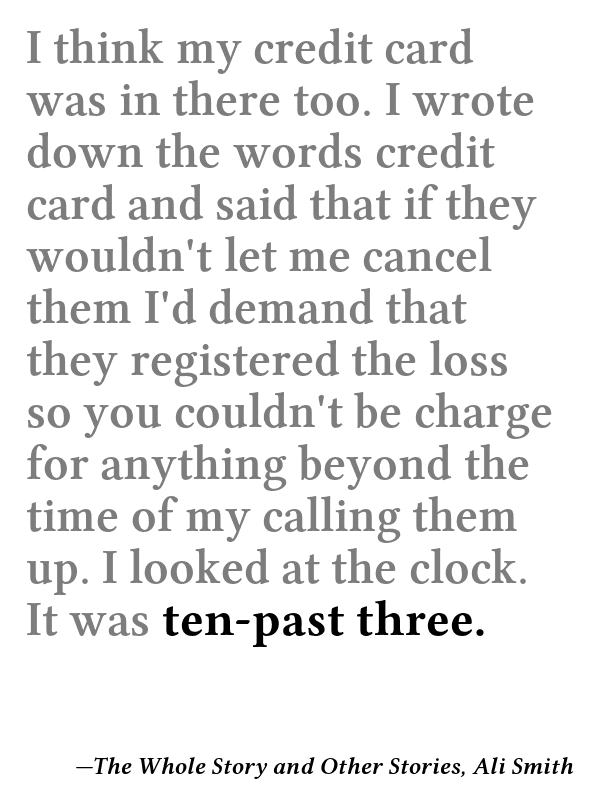 I think my credit card
was in there too. I wrote
down the words credit
card and said that if they
wouldn't let me cancel
them I'd demand that
they registered the loss
so you couldn't be charge
for anything beyond the
time of my calling them
up. I looked at the clock.
It was ten-past three.
—The Whole Story and Other Stories, Ali Smith